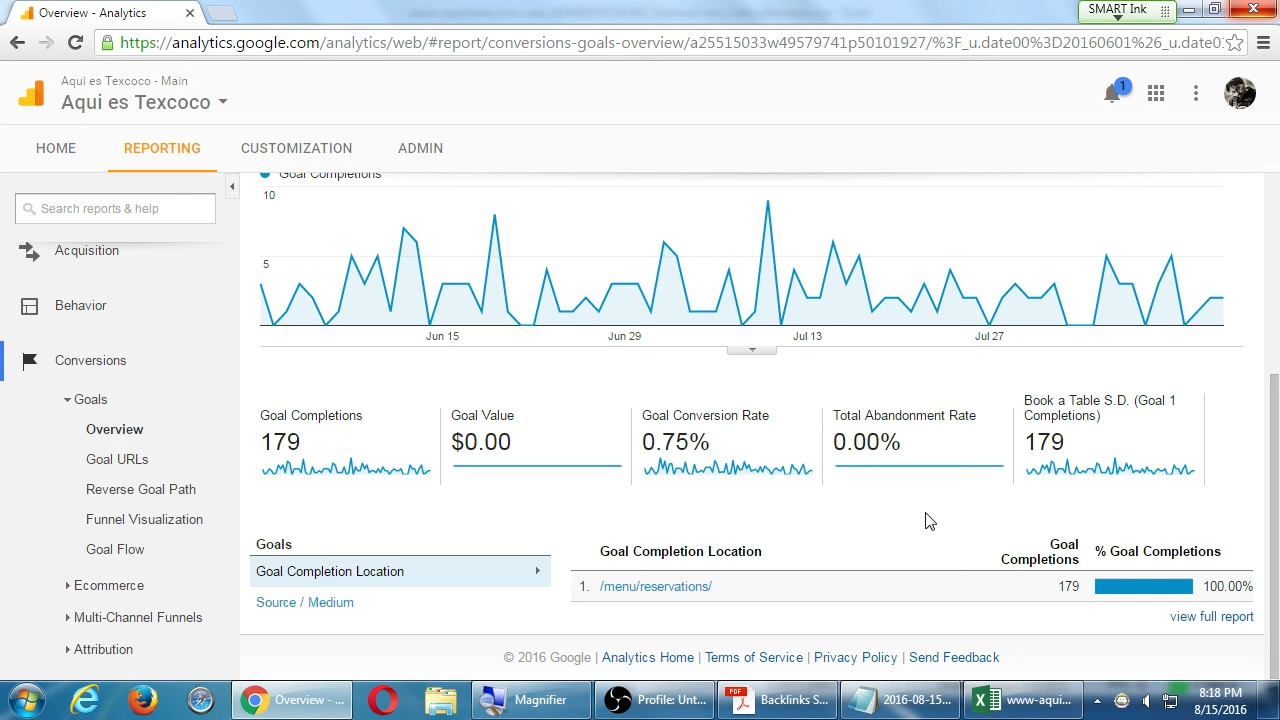 Overview - Analytics
SMART Ink
https://analytics.google.com/analytics/web/#report/conversions-goals-overview/a25515033w49579741p50101927/%3F_u.date00%3D20160601%26_u.date0
Aqui es Texcoco - Main
Aqui es Texcoco
1
HOME
REPORTING
CUSTOMIZATION
ADMIN
Search reports & help
Acquisition
Behavior
Conversions
Goals
Overview
Goal URLs
Reverse Goal Path
Funnel Visualization
Goal Flow
Ecommerce
Multi-Channel Funnels
Attribution
Goal Completions
10
5
Jun 15
Jun 29
Jul 13
Jul 27
Goal Completions
179
Goal Value
$0.00
Goal Conversion Rate
0.75%
Total Abandonment Rate
0.00%
Book a Table S.D. (Goal 1
Completions)
179
Goals
Goal Completion Location
Source / Medium
Goal Completion Location
Goal
Completions
% Goal Completions
1. /menu/reservations/
179
100.00%
view full report
© 2016 Google | Analytics Home | Terms of Service | Privacy Policy | Send Feedback
Overview - ...
Magnifier
Profile: Unt...
PDF
Backlinks S...
2016-08-15...
www-aqui...
8:18 PM
8/15/2016